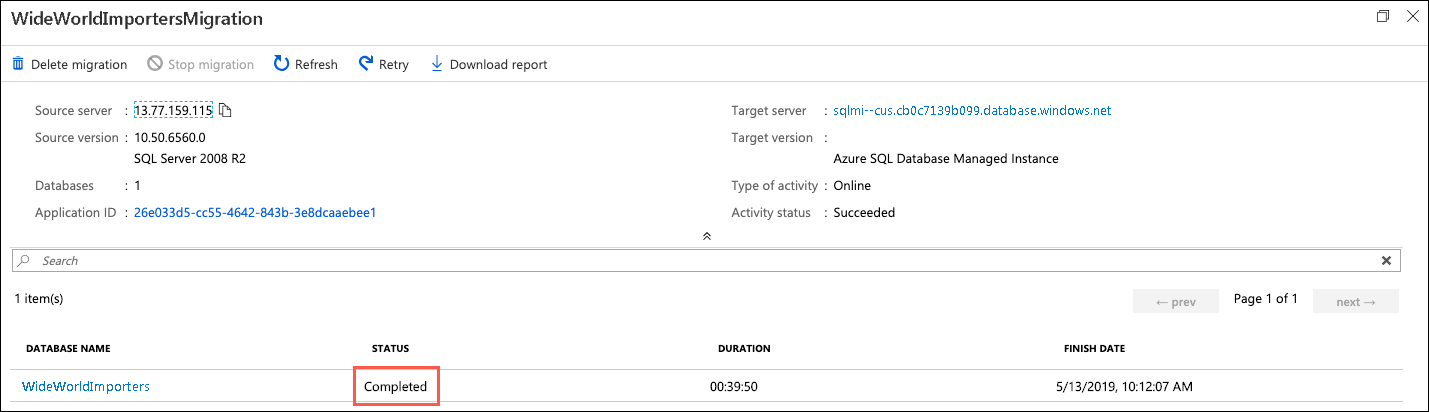 WideWorldImportersMigration
Delete migration Stop migration Refresh Retry Download report
Source server : 13.77.159.115 Target server : sqlmi--cus.cb0c7139b099.database.windows.net
Source version : 10.50.6560.0 Target version :
SQL Server 2008 R2 Azure SQL Database Managed Instance
Databases : 1 Type of activity : Online
Application ID : 26e033d5-cc55-4642-843b-3e8dcaaebee1 Activity status : Succeeded
Search
1 item(s) ← prev Page 1 of 1 next →
DATABASE NAME STATUS DURATION FINISH DATE
WideWorldImporters Completed 00:39:50 5/13/2019, 10:12:07 AM